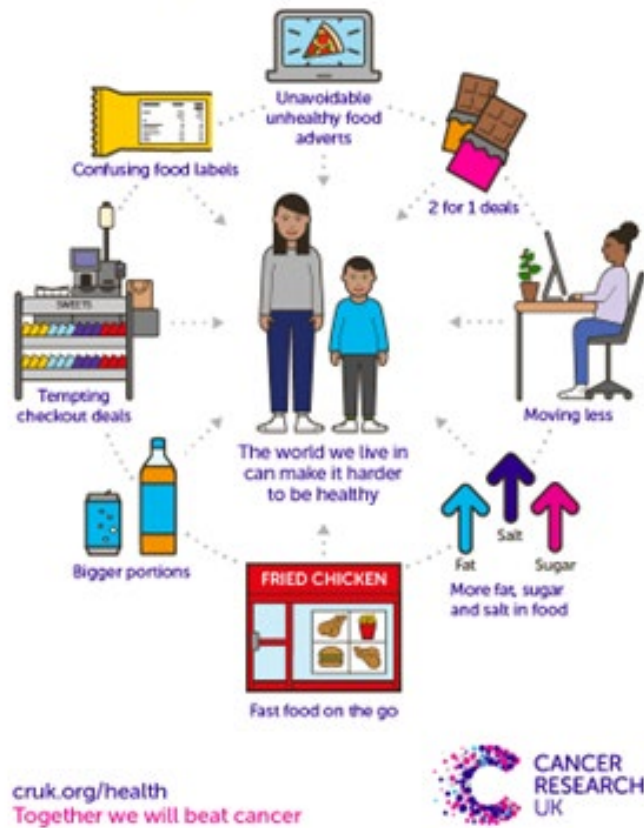 Unavoidable
unhealthy food
adverts
Confusing food labels
2 for 1 deals
SWEETS
Tempting
checkout deals
Moving less
The world we live in
can make it harder
to be healthy
Bigger portions
Fat
Salt
Sugar
More fat, sugar
and salt in food
FRIED CHICKEN
Fast food on the go
cruk.org/health
Together we will beat cancer
CANCER
RESEARCH
UK